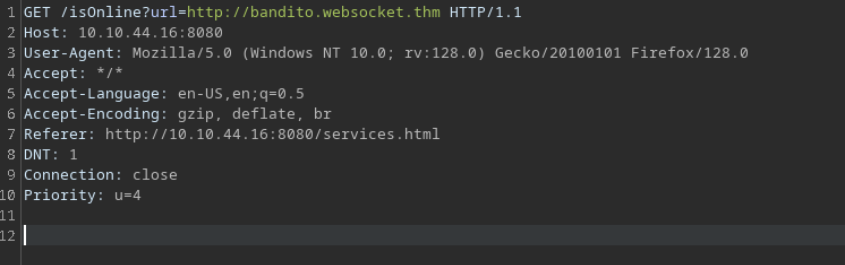 1 GET /isOnline?url=http://bandito.websocket.thm HTTP/1.1
2 Host: 10.10.44.16:8080
3 User-Agent: Mozilla/5.0 (Windows NT 10.0; rv:128.0) Gecko/20100101 Firefox/128.0
4 Accept: */*
5 Accept-Language: en-US,en;q=0.5
6 Accept-Encoding: gzip, deflate, br
7 Referer: http://10.10.44.16:8080/services.html
8 DNT: 1
9 Connection: close
10 Priority: u=4
11
12